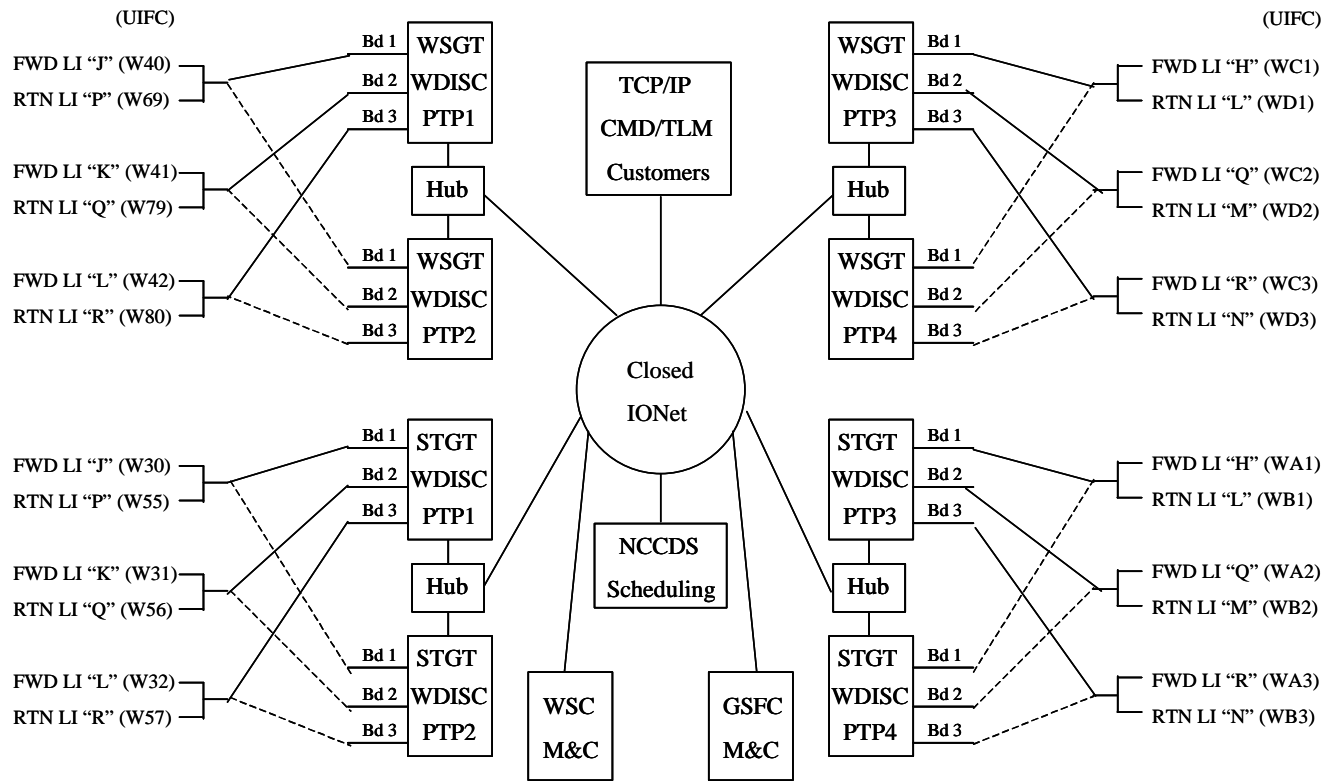 (UIFC)
FWD LI “J” (W40)
RTN LI “P” (W69)
FWD LI “K” (W41)
RTN LI “Q” (W79)
FWD LI “L” (W42)
RTN LI “R” (W80)
Bd 1
Bd 2
Bd 3
WSGT
WDISC
PTP1
Hub
Bd 1
Bd 2
Bd 3
WSGT
WDISC
PTP2
TCP/IP
CMD/TLM
Customers
WSGT
WDISC
PTP3
Bd 1
Bd 2
Bd 3
Hub
WSGT
WDISC
PTP4
Bd 1
Bd 2
Bd 3
(UIFC)
FWD LI “H” (WC1)
RTN LI “L” (WD1)
FWD LI “Q” (WC2)
RTN LI “M” (WD2)
FWD LI “R” (WC3)
RTN LI “N” (WD3)
Closed
IONet
FWD LI “J” (W30)
RTN LI “P” (W55)
FWD LI “K” (W31)
RTN LI “Q” (W56)
FWD LI “L” (W32)
RTN LI “R” (W57)
Bd 1
Bd 2
Bd 3
STGT
WDISC
PTP1
Hub
Bd 1
Bd 2
Bd 3
STGT
WDISC
PTP2
NCCDS
Scheduling
WSC
M&C
GSFC
M&C
STGT
WDISC
PTP3
Bd 1
Bd 2
Bd 3
Hub
STGT
WDISC
PTP4
Bd 1
Bd 2
Bd 3
FWD LI “H” (WA1)
RTN LI “L” (WB1)
FWD LI “Q” (WA2)
RTN LI “M” (WB2)
FWD LI “R” (WA3)
RTN LI “N” (WB3)